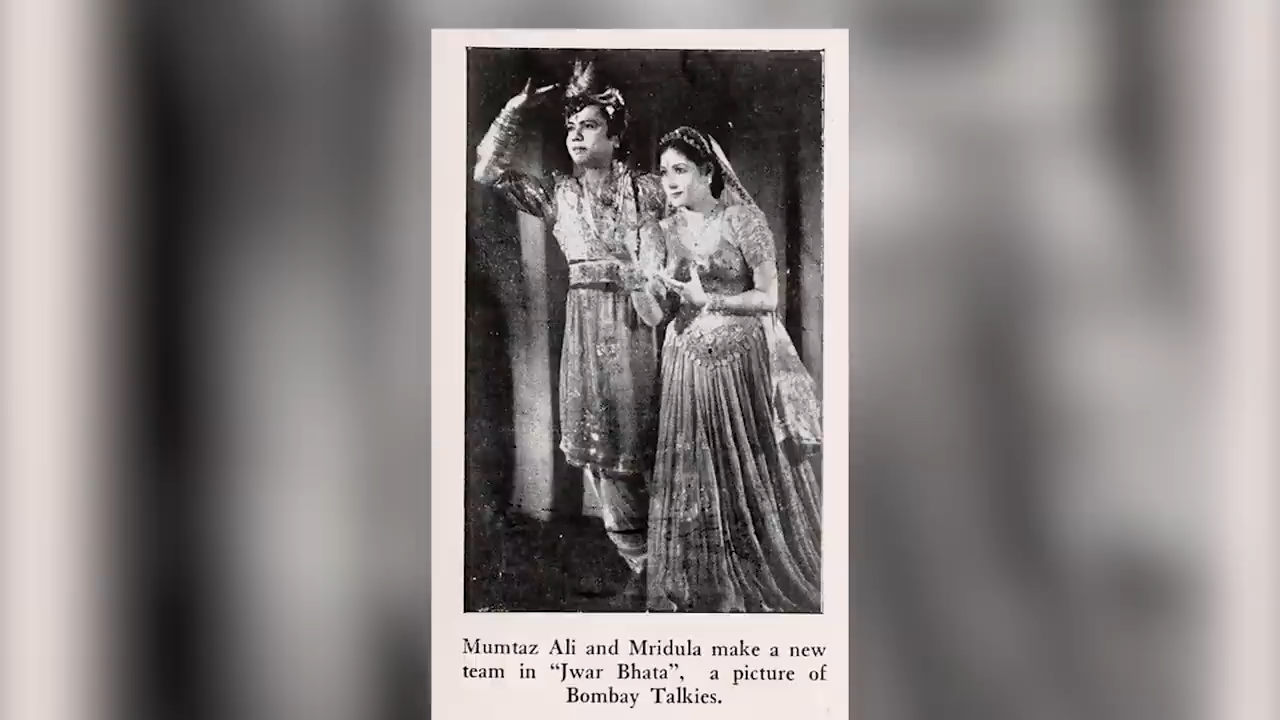 Mumtaz Ali and Mridula make a new
team in “Jwar Bhata”, a picture of
Bombay Talkies.